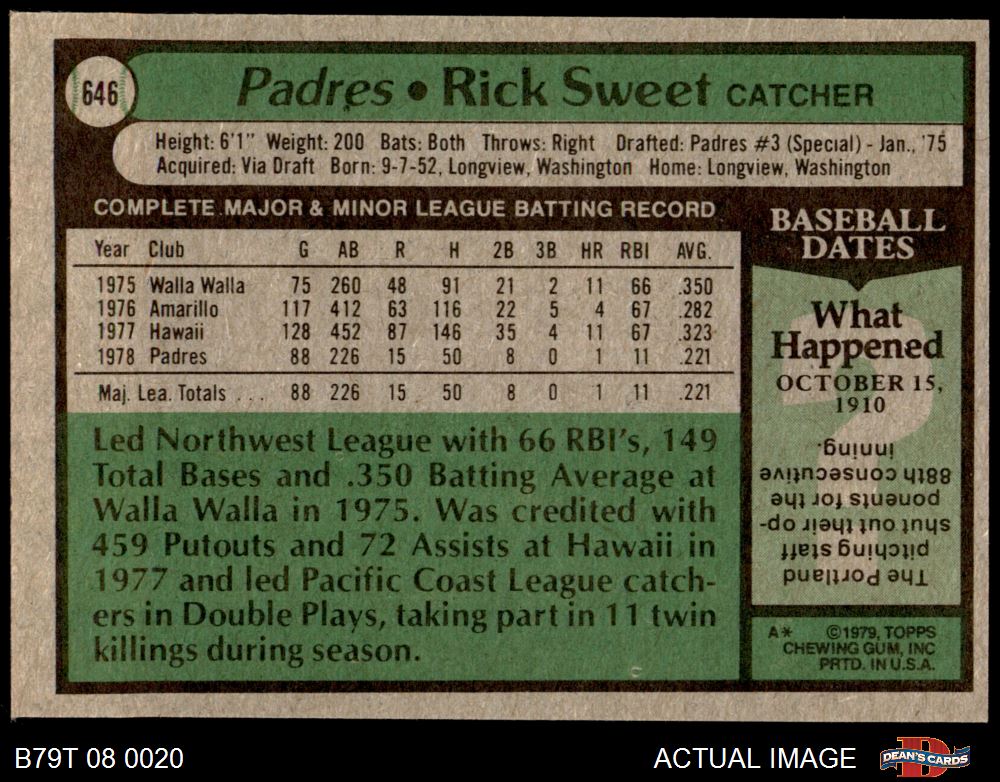 646
Padres • Rick Sweet CATCHER
Height: 6'1" Weight: 200 Bats: Both Throws: Right Drafted: Padres #3 (Special) - Jan., '75
Acquired: Via Draft Born: 9-7-52, Longview, Washington Home: Longview, Washington
COMPLETE MAJOR & MINOR LEAGUE BATTING RECORD
Year Club G AB R H 2B 3B HR RBI AVG.
1975 Walla Walla 75 260 48 91 21 2 11 66 .350
1976 Amarillo 117 412 63 116 22 5 4 67 .282
1977 Hawaii 128 452 87 146 35 4 11 67 .323
1978 Padres 88 226 15 50 8 0 1 11 .221
Maj. Lea. Totals . . . 88 226 15 50 8 0 1 11 .221
Led Northwest League with 66 RBI's, 149
Total Bases and .350 Batting Average at
Walla Walla in 1975. Was credited with
459 Putouts and 72 Assists at Hawaii in
1977 and led Pacific Coast League catch-
ers in Double Plays, taking part in 11 twin
killings during season.
BASEBALL
DATES
What
Happened
OCTOBER 15,
1910
The Portland
pitching staff
shut out their op-
ponents for the
88th consecutive
inning.
A* ©1979, TOPPS
CHEWING GUM, INC
PRTD. IN U.S.A.
B79T 08 0020
ACTUAL IMAGE
DEAN'S CARDS